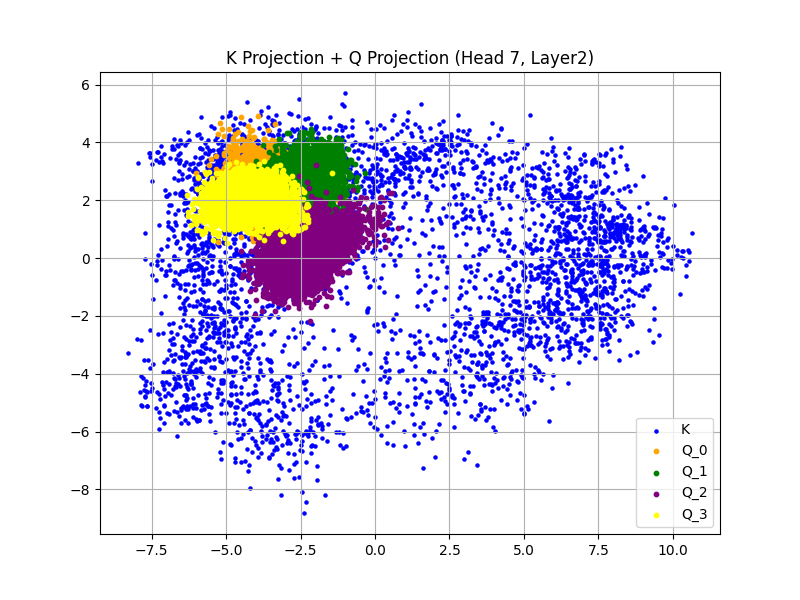 K Projection + Q Projection (Head 7, Layer2)
6
4
2
0
−2
−4
−6
−8
−7.5 −5.0 −2.5 0.0 2.5 5.0 7.5 10.0
K
Q_0
Q_1
Q_2
Q_3